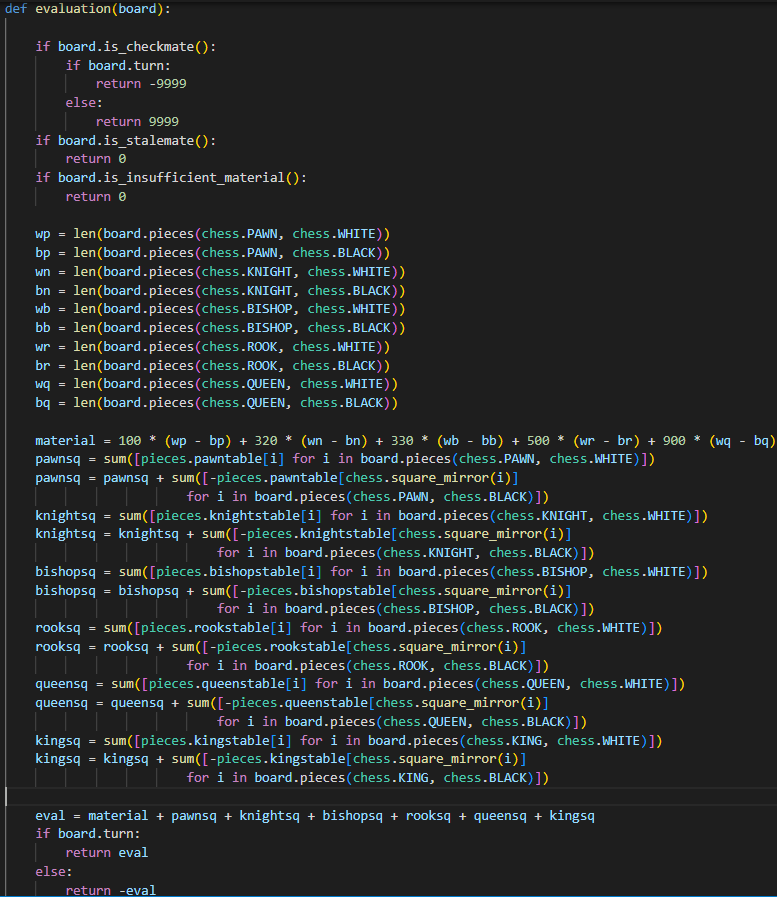 def evaluation(board):
if board.is_checkmate():
if board.turn:
return -9999
else:
return 9999
if board.is_stalemate():
return 0
if board.is_insufficient_material():
return 0
wp = len(board.pieces(chess.PAWN, chess.WHITE))
bp = len(board.pieces(chess.PAWN, chess.BLACK))
wn = len(board.pieces(chess.KNIGHT, chess.WHITE))
bn = len(board.pieces(chess.KNIGHT, chess.BLACK))
wb = len(board.pieces(chess.BISHOP, chess.WHITE))
bb = len(board.pieces(chess.BISHOP, chess.BLACK))
wr = len(board.pieces(chess.ROOK, chess.WHITE))
br = len(board.pieces(chess.ROOK, chess.BLACK))
wq = len(board.pieces(chess.QUEEN, chess.WHITE))
bq = len(board.pieces(chess.QUEEN, chess.BLACK))
material = 100 * (wp - bp) + 320 * (wn - bn) + 330 * (wb - bb) + 500 * (wr - br) + 900 * (wq - bq)
pawnsq = sum([pieces.pawntable[i] for i in board.pieces(chess.PAWN, chess.WHITE)])
pawnsq = pawnsq + sum([-pieces.pawntable[chess.square_mirror(i)]
for i in board.pieces(chess.PAWN, chess.BLACK)])
knightsq = sum([pieces.knightstable[i] for i in board.pieces(chess.KNIGHT, chess.WHITE)])
knightsq = knightsq + sum([-pieces.knightstable[chess.square_mirror(i)]
for i in board.pieces(chess.KNIGHT, chess.BLACK)])
bishopsq = sum([pieces.bishopstable[i] for i in board.pieces(chess.BISHOP, chess.WHITE)])
bishopsq = bishopsq + sum([-pieces.bishopstable[chess.square_mirror(i)]
for i in board.pieces(chess.BISHOP, chess.BLACK)])
rooksq = sum([pieces.rookstable[i] for i in board.pieces(chess.ROOK, chess.WHITE)])
rooksq = rooksq + sum([-pieces.rookstable[chess.square_mirror(i)]
for i in board.pieces(chess.ROOK, chess.BLACK)])
queensq = sum([pieces.queenstable[i] for i in board.pieces(chess.QUEEN, chess.WHITE)])
queensq = queensq + sum([-pieces.queenstable[chess.square_mirror(i)]
for i in board.pieces(chess.QUEEN, chess.BLACK)])
kingsq = sum([pieces.kingstable[i] for i in board.pieces(chess.KING, chess.WHITE)])
kingsq = kingsq + sum([-pieces.kingstable[chess.square_mirror(i)]
for i in board.pieces(chess.KING, chess.BLACK)])
eval = material + pawnsq + knightsq + bishopsq + rooksq + queensq + kingsq
if board.turn:
return eval
else:
return -eval